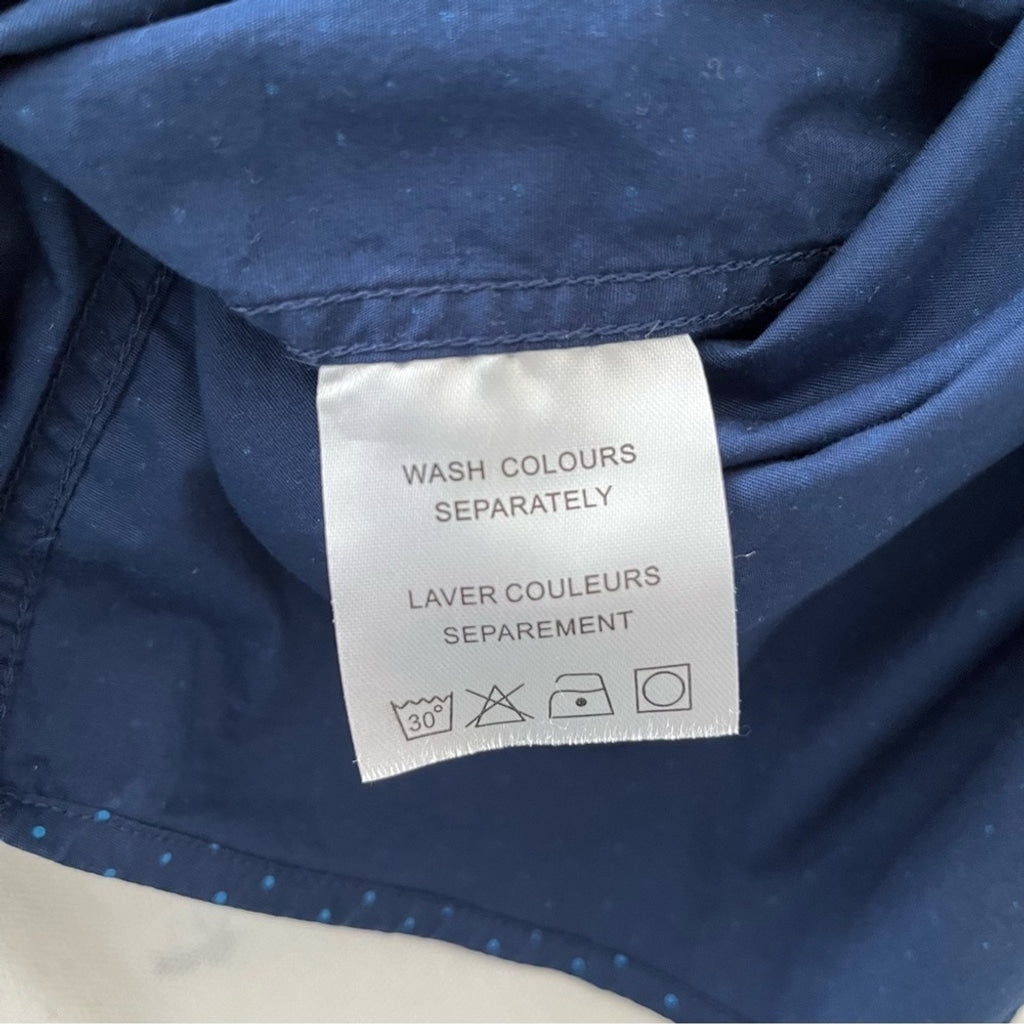 WASH COLOURS
SEPARATELY
LAVER COULEURS
SEPAREMENT
30°